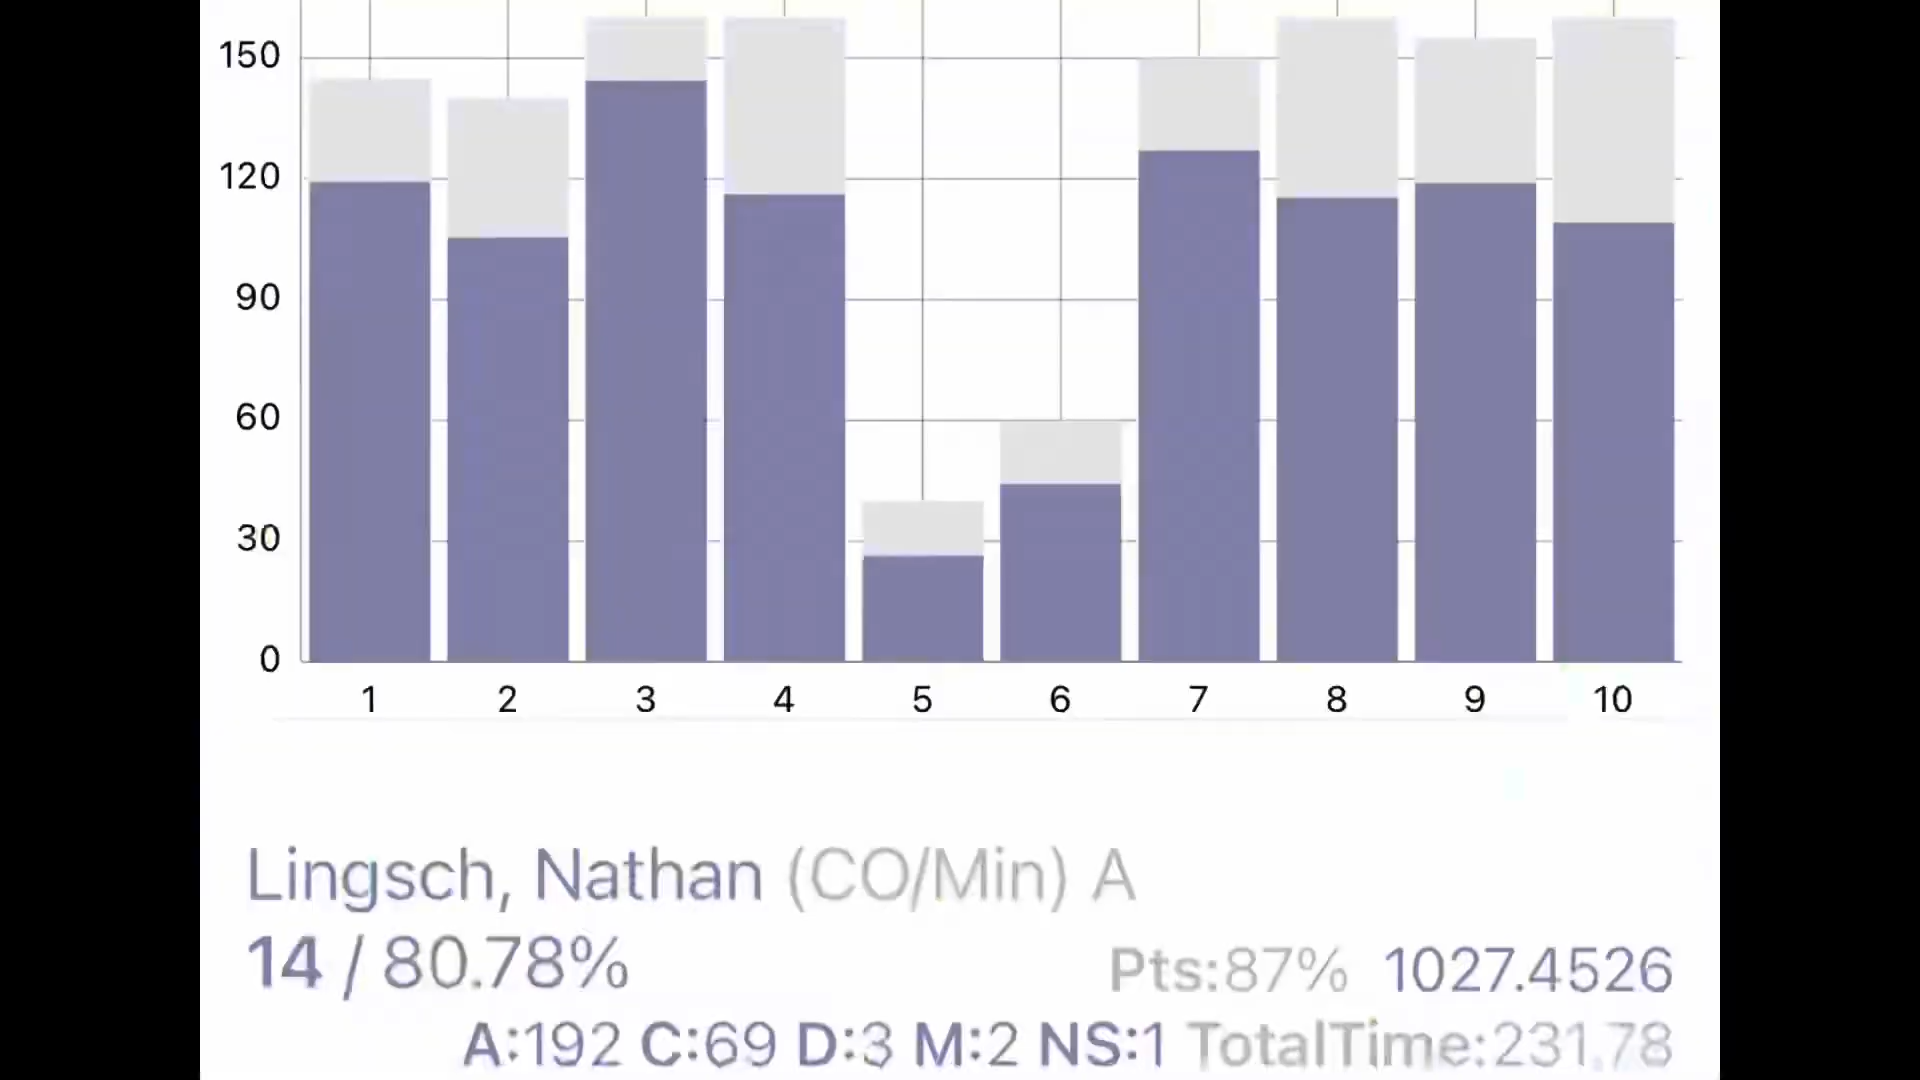 150
120
90
60
30
0
1 2 3 4 5 6 7 8 9 10
Lingsch, Nathan (CO/Min) A
14 / 80.78% Pts:87% 1027.4526
A:192 C:69 D:3 M:2 NS:1 TotalTime:231.78